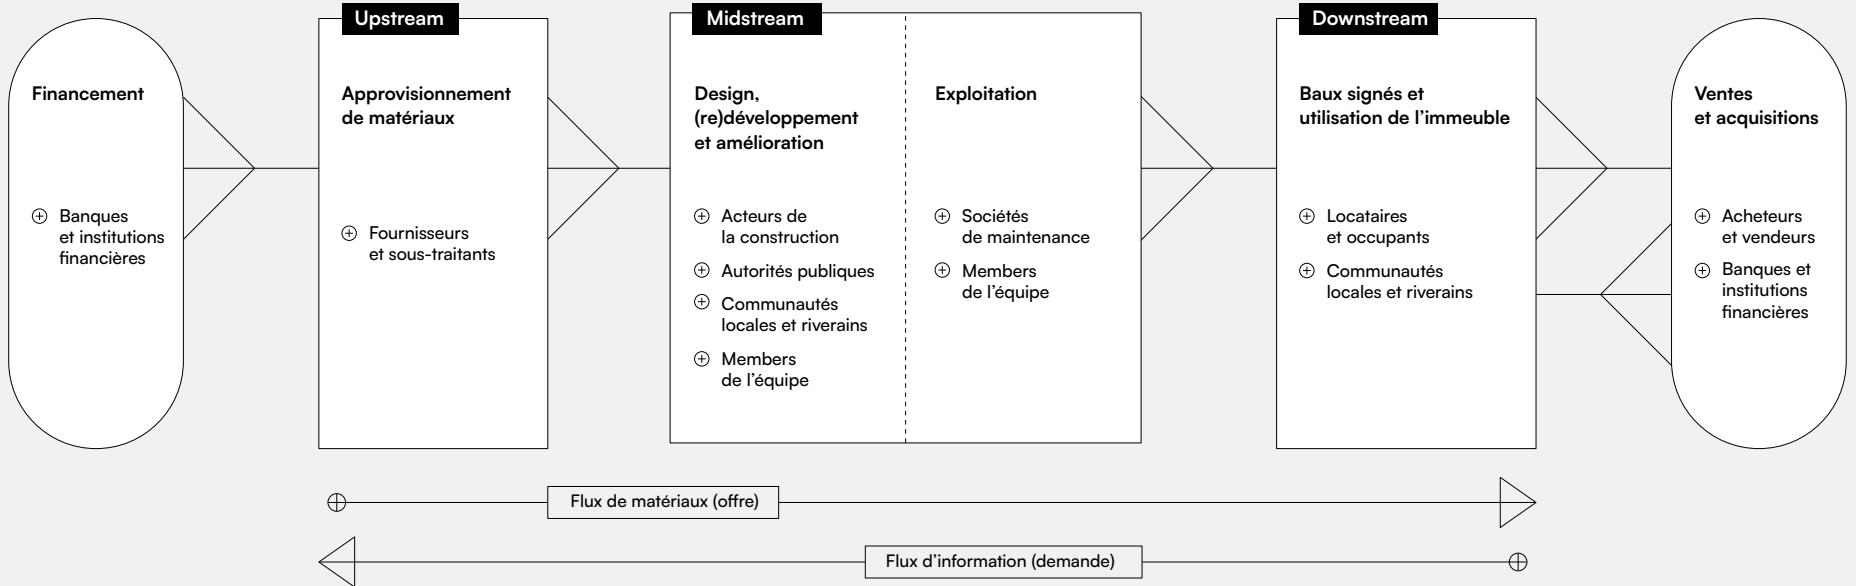 Financement
Banques
et institutions
financières
Upstream
Approvisionnement
de matériaux
Fournisseurs
et sous-traitants
Midstream
Design,
(re)développement
et amélioration
Acteurs de
la construction
Autorités publiques
Communautés
locales et riverains
Members
de l’équipe
Exploitation
Sociétés
de maintenance
Members
de l’équipe
Downstream
Baux signés et
utilisation de l’immeuble
Locataires
et occupants
Communautés
locales et riverains
Ventes
et acquisitions
Acheteurs
et vendeurs
Banques et
institutions
financières
Flux de matériaux (offre)
Flux d’information (demande)